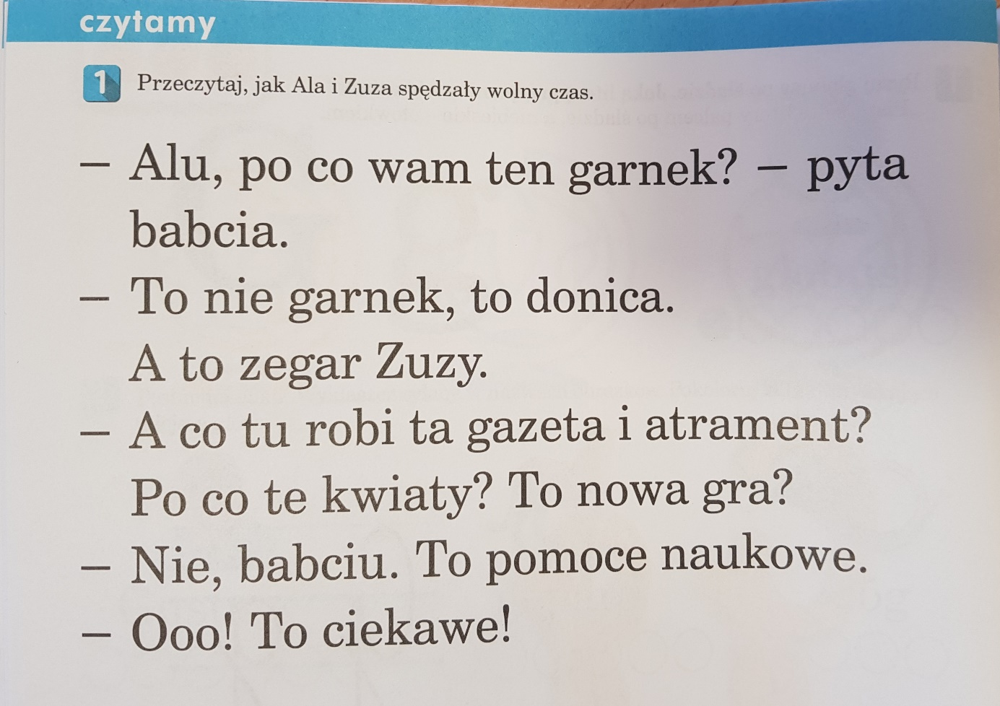 czytamy
1 Przeczytaj, jak Ala i Zuza spędzały wolny czas.
– Alu, po co wam ten garnek? – pyta
babcia.
– To nie garnek, to donica.
A to zegar Zuzy.
– A co tu robi ta gazeta i atrament?
Po co te kwiaty? To nowa gra?
– Nie, babciu. To pomoce naukowe.
– Ooo! To ciekawe!